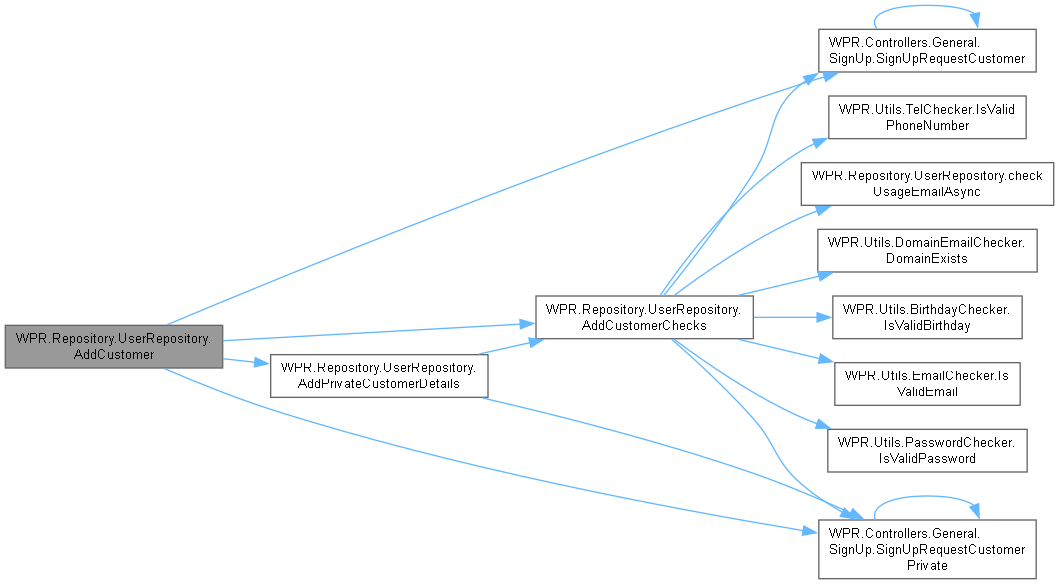 WPR.Repository.UserRepository.
AddCustomer
WPR.Repository.UserRepository.
AddPrivateCustomerDetails
WPR.Repository.UserRepository.
AddCustomerChecks
WPR.Controllers.General.
SignUp.SignUpRequestCustomer
WPR.Utils.TelChecker.IsValid
PhoneNumber
WPR.Repository.UserRepository.check
UsageEmailAsync
WPR.Utils.DomainEmailChecker.
DomainExists
WPR.Utils.BirthdayChecker.
IsValidBirthday
WPR.Utils.EmailChecker.Is
ValidEmail
WPR.Utils.PasswordChecker.
IsValidPassword
WPR.Controllers.General.
SignUp.SignUpRequestCustomer
Private